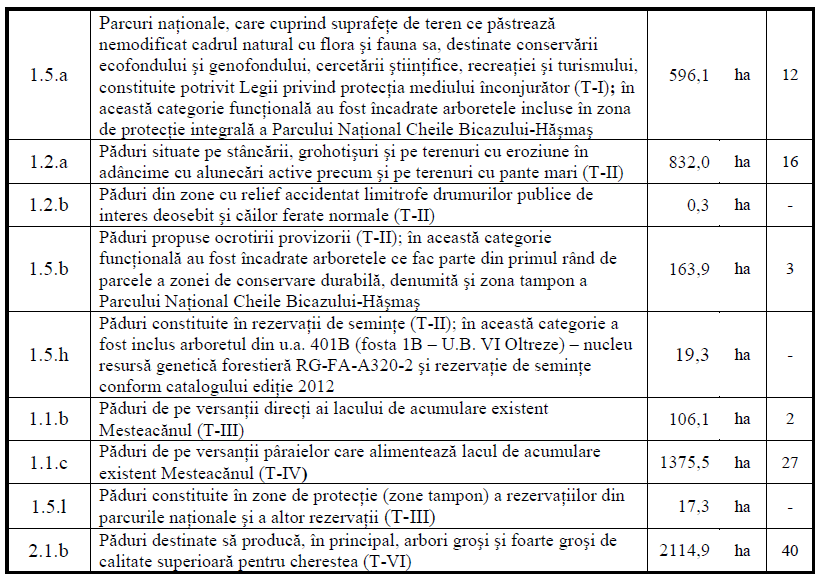 Parcuri naționale, care cuprind suprafețe de teren ce păstrează
nemodificat cadrul natural cu flora și fauna sa, destinate conservării
ecofondului și genofondului, cercetării științifice, recreației și turismului,
1.5.a constituite potrivit Legii privind protecția mediului înconjurător (T-I); în 596,1 ha 12
această categorie funcțională au fost încadrate arboretele incluse în zona
de protecție integrală a Parcului Național Cheile Bicazului-Hășmaș
1.2.a Păduri situate pe stâncării, grohotișuri și pe terenuri cu eroziune în 832,0 ha 16
adâncime cu alunecări active precum și pe terenuri cu pante mari (T-II)
1.2.b Păduri din zone cu relief accidentat limitrofe drumurilor publice de 0,3 ha -
interes deosebit și căilor ferate normale (T-II)
Păduri propuse ocrotirii provizorii (T-II); în această categorie
1.5.b funcțională au fost încadrate arboretele ce fac parte din primul rând de 163,9 ha 3
parcele a zonei de conservare durabilă, denumită și zona tampon a
Parcului Național Cheile Bicazului-Hășmaș
Păduri constituite în rezervații de semințe (T-II); în această categorie a
1.5.h fost inclus arboretul din u.a. 401B (fosta 1B – U.B. VI Oltreze) – nucleu 19,3 ha -
resursă genetică forestieră RG-FA-A320-2 și rezervație de semințe
conform catalogului ediție 2012
1.1.b Păduri de pe versanții direcți ai lacului de acumulare existent 106,1 ha 2
Mesteacănul (T-III)
1.1.c Păduri de pe versanții pâraielor care alimentează lacul de acumulare 1375,5 ha 27
existent Mesteacănul (T-IV)
1.5.l Păduri constituite în zone de protecție (zone tampon) a rezervațiilor din 17,3 ha -
parcurile naționale și a altor rezervații (T-III)
2.1.b Păduri destinate să producă, în principal, arbori groși și foarte groși de 2114,9 ha 40
calitate superioară pentru cherestea (T-VI)